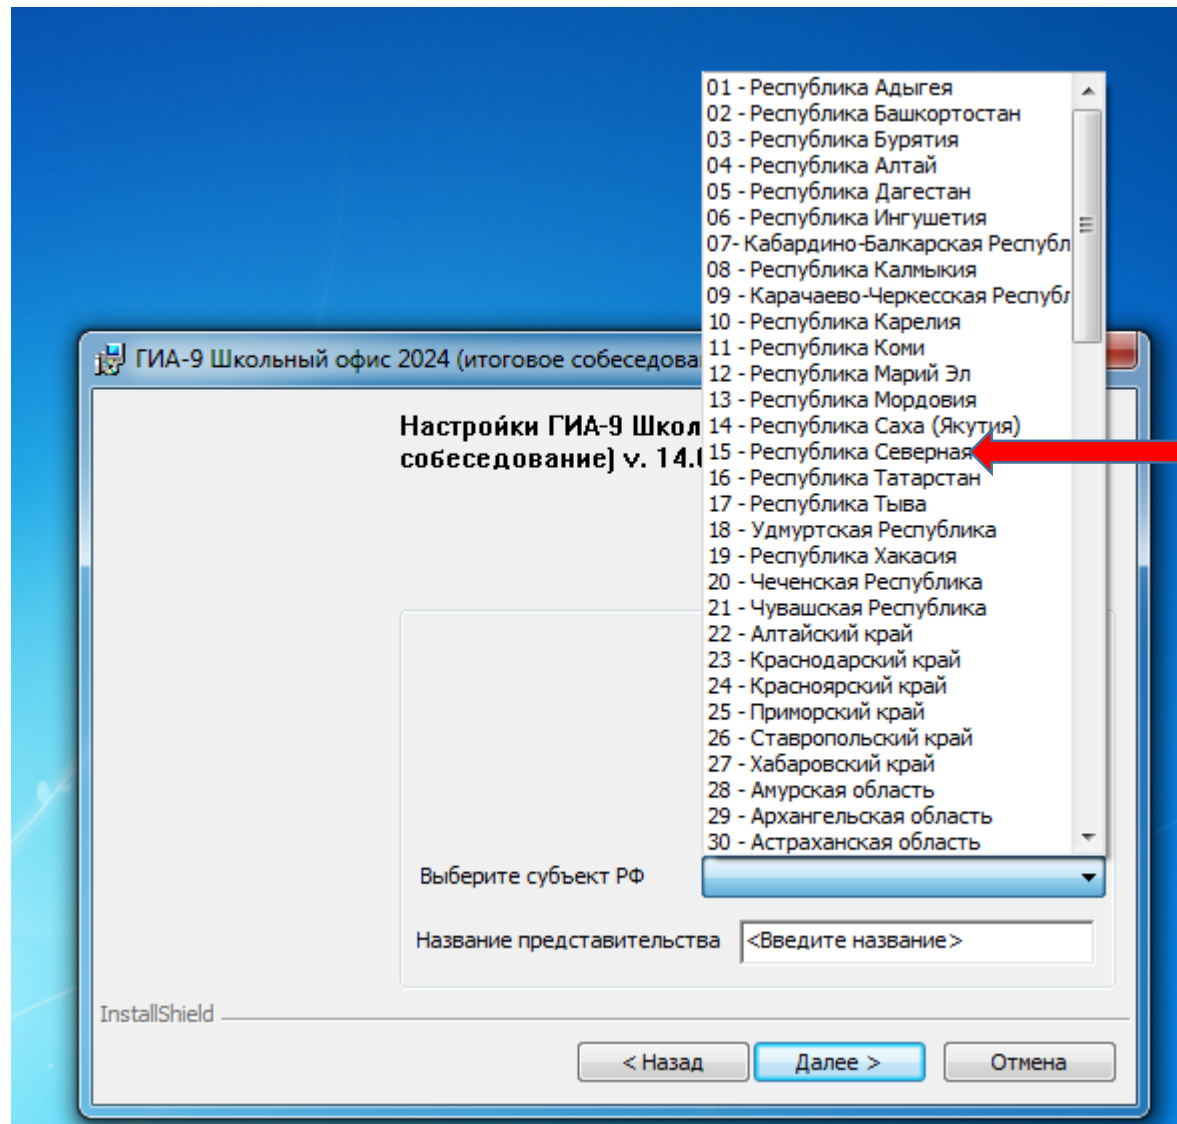 01 - Республика Адыгея
02 - Республика Башкортостан
03 - Республика Бурятия
04 - Республика Алтай
05 - Республика Дагестан
06 - Республика Ингушетия
07- Кабардино-Балкарская Республ
08 - Республика Калмыкия
09 - Карачаево-Черкесская Респуб
10 - Республика Карелия
11 - Республика Коми
12 - Республика Марий Эл
13 - Республика Мордовия
14 - Республика Саха (Якутия)
15 - Республика Северная
16 - Республика Татарстан
17 - Республика Тыва
18 - Удмуртская Республика
19 - Республика Хакасия
20 - Чеченская Республика
21 - Чувашская Республика
22 - Алтайский край
23 - Краснодарский край
24 - Красноярский край
25 - Приморский край
26 - Ставропольский край
27 - Хабаровский край
28 - Амурская область
29 - Архангельская область
30 - Астраханская область
ГИА-9 Школьный офис 2024 (итоговое собеседова
Настройки ГИА-9 Школ
собеседование) v. 14.
Выберите субъект РФ
Название представительства <Введите название>
InstallShield
< Назад Далее > Отмена